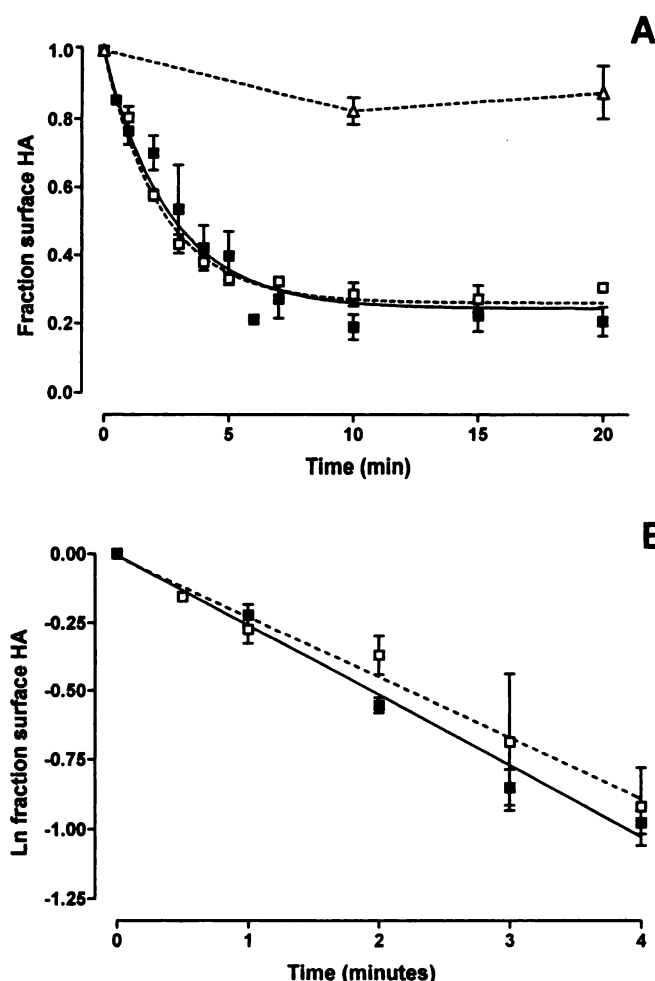 A
1.0
0.8
0.6
0.4
0.2
0.0
Fraction surface HA
0 5 10 15 20
Time (min)
B
0.00
-0.25
-0.50
-0.75
-1.00
-1.25
Ln fraction surface HA
0 1 2 3 4
Time (minutes)